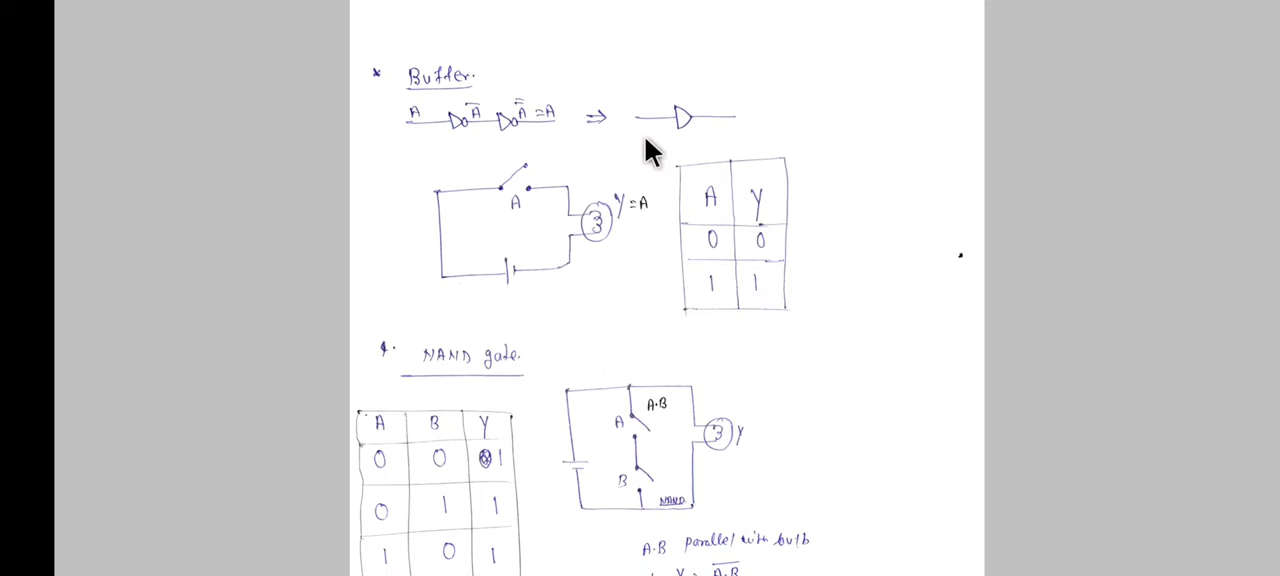 * Buffer.
A A̅ A̿ = A ⇒
A
Y = A
A Y
0 0
1 1
4. NAND gate.
A B Y
0 0 1
0 1 1
1 0 1
A·B
A
B
Y
NAND
A·B parallel with bulb